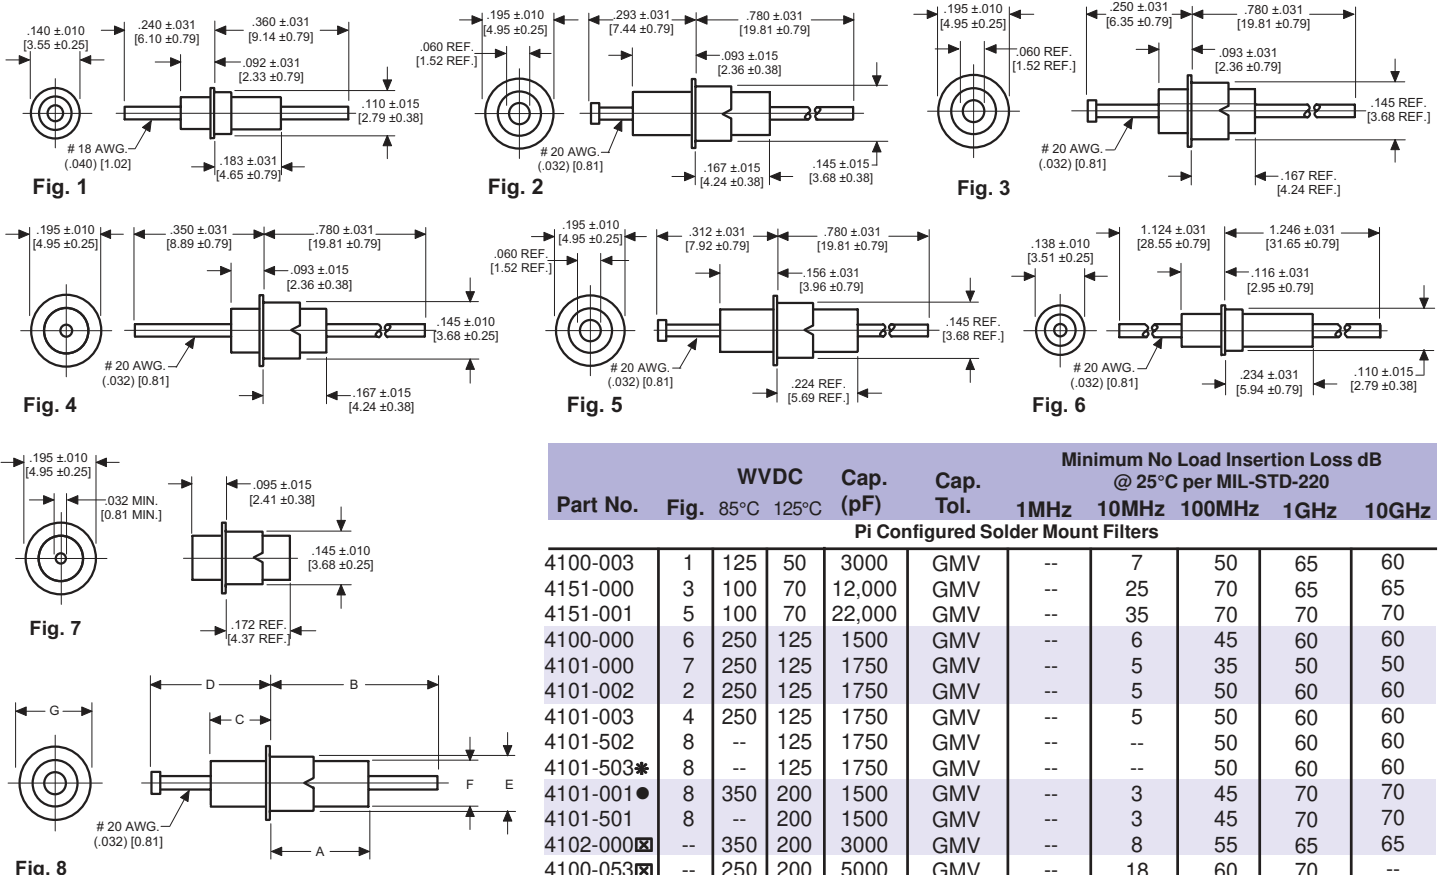 .140 ±.010
[3.55 ±0.25]
.240 ±.031
[6.10 ±0.79]
.360 ±.031
[9.14 ±0.79]
.092 ±.031
[2.33 ±0.79]
.110 ±.015
[2.79 ±0.38]
# 18 AWG.
(.040) [1.02]
.183 ±.031
[4.65 ±0.79]
Fig. 1
.195 ±.010
[4.95 ±0.25]
.060 REF.
[1.52 REF.]
.293 ±.031
[7.44 ±0.79]
.780 ±.031
[19.81 ±0.79]
.093 ±.015
[2.36 ±0.38]
# 20 AWG.
(.032) [0.81]
.167 ±.015
[4.24 ±0.38]
.145 ±.015
[3.68 ±0.38]
Fig. 2
.195 ±.010
[4.95 ±0.25]
.060 REF.
[1.52 REF.]
.250 ±.031
[6.35 ±0.79]
.780 ±.031
[19.81 ±0.79]
.093 ±.031
[2.36 ±0.79]
.145 REF.
[3.68 REF.]
# 20 AWG.
(.032) [0.81]
.167 REF.
[4.24 REF.]
Fig. 3
.195 ±.010
[4.95 ±0.25]
.350 ±.031
[8.89 ±0.79]
.780 ±.031
[19.81 ±0.79]
.093 ±.015
[2.36 ±0.38]
.145 ±.010
[3.68 ±0.25]
# 20 AWG.
(.032) [0.81]
.167 ±.015
[4.24 ±0.38]
Fig. 4
.195 ±.010
[4.95 ±0.25]
.060 REF.
[1.52 REF.]
.312 ±.031
[7.92 ±0.79]
.780 ±.031
[19.81 ±0.79]
.156 ±.031
[3.96 ±0.79]
.145 REF.
[3.68 REF.]
# 20 AWG.
(.032) [0.81]
.224 REF.
[5.69 REF.]
Fig. 5
.138 ±.010
[3.51 ±0.25]
1.124 ±.031
[28.55 ±0.79]
1.246 ±.031
[31.65 ±0.79]
.116 ±.031
[2.95 ±0.79]
# 20 AWG.
(.032) [0.81]
.234 ±.031
[5.94 ±0.79]
.110 ±.015
[2.79 ±0.38]
Fig. 6
.195 ±.010
[4.95 ±0.25]
.032 MIN.
[0.81 MIN.]
.095 ±.015
[2.41 ±0.38]
.145 ±.010
[3.68 ±0.25]
.172 REF.
[4.37 REF.]
Fig. 7
D B
G C
F E
# 20 AWG.
(.032) [0.81]
A
Fig. 8
WVDC Cap. Cap. Minimum No Load Insertion Loss dB
@ 25°C per MIL-STD-220
Part No. Fig. 85°C 125°C (pF) Tol. 1MHz 10MHz 100MHz 1GHz 10GHz
Pi Configured Solder Mount Filters
4100-003 1 125 50 3000 GMV -- 7 50 65 60
4151-000 3 100 70 12,000 GMV -- 25 70 65 65
4151-001 5 100 70 22,000 GMV -- 35 70 70 70
4100-000 6 250 125 1500 GMV -- 6 45 60 60
4101-000 7 250 125 1750 GMV -- 5 35 50 50
4101-002 2 250 125 1750 GMV -- 5 50 60 60
4101-003 4 250 125 1750 GMV -- 5 50 60 60
4101-502 8 -- 125 1750 GMV -- -- 50 60 60
4101-503✱ 8 -- 125 1750 GMV -- -- 50 60 60
4101-001● 8 350 200 1500 GMV -- 3 45 70 70
4101-501 8 -- 200 1500 GMV -- 3 45 70 70
4102-000☒ -- 350 200 3000 GMV -- 8 55 65 65
4100-053☒ -- 250 200 5000 GMV -- 18 60 70 --